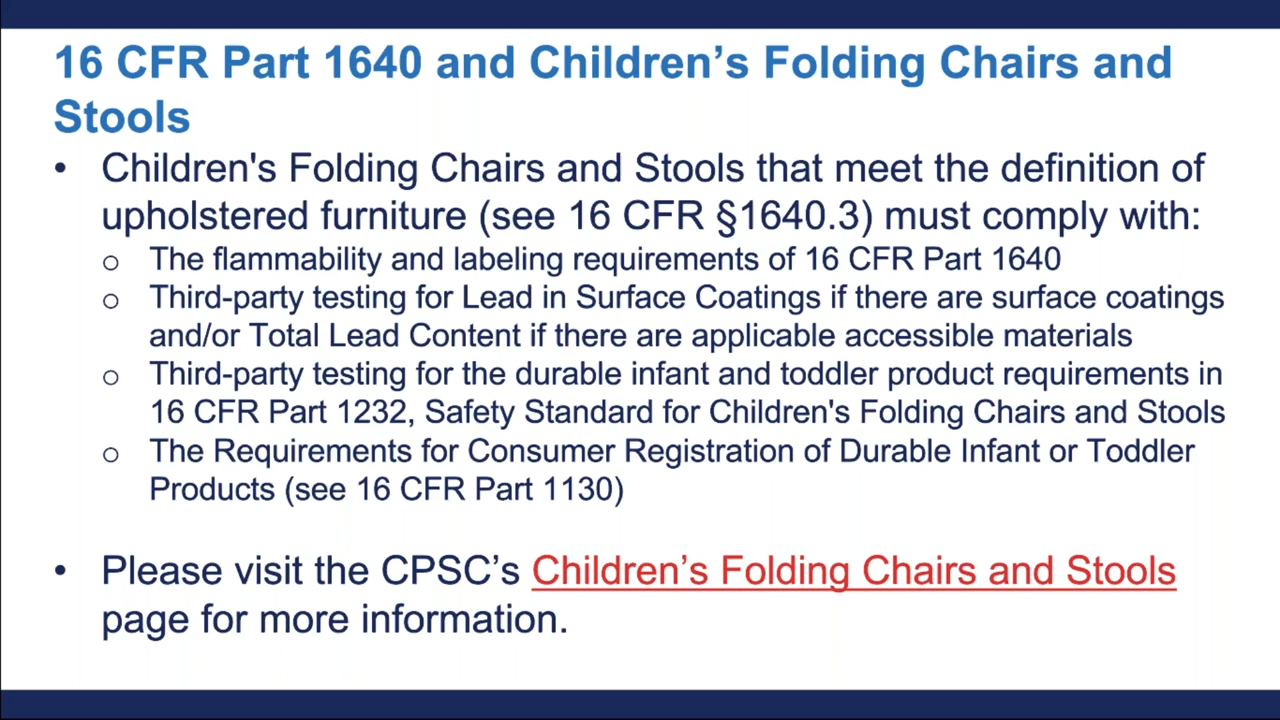 16 CFR Part 1640 and Children’s Folding Chairs and
Stools
• Children's Folding Chairs and Stools that meet the definition of
upholstered furniture (see 16 CFR §1640.3) must comply with:
o The flammability and labeling requirements of 16 CFR Part 1640
o Third-party testing for Lead in Surface Coatings if there are surface coatings
and/or Total Lead Content if there are applicable accessible materials
o Third-party testing for the durable infant and toddler product requirements in
16 CFR Part 1232, Safety Standard for Children's Folding Chairs and Stools
o The Requirements for Consumer Registration of Durable Infant or Toddler
Products (see 16 CFR Part 1130)
• Please visit the CPSC’s Children’s Folding Chairs and Stools
page for more information.